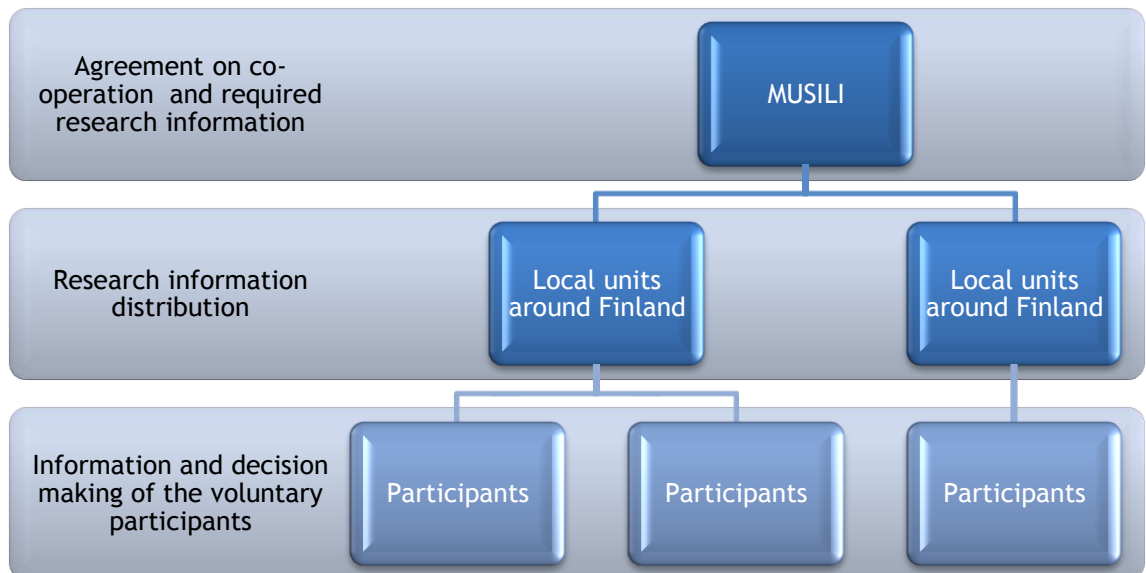 Agreement on co-
operation and required
research information
MUSILI
Research information
distribution
Local units
around Finland
Local units
around Finland
Information and decision
making of the voluntary
participants
Participants
Participants
Participants